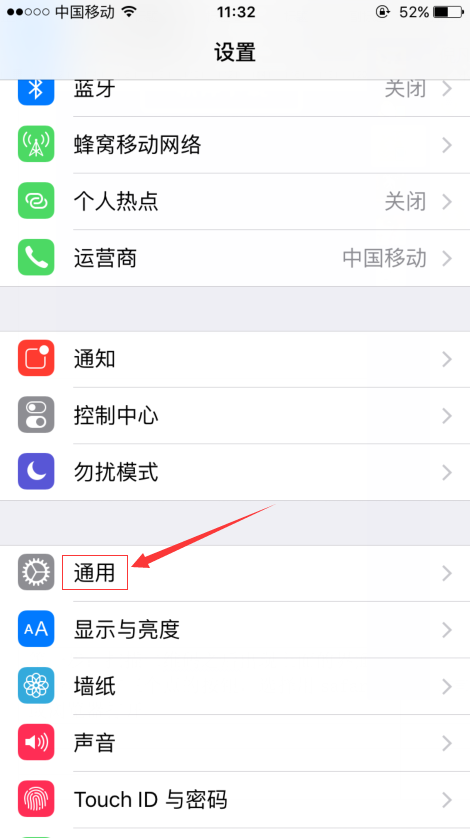 中国移动 11:32 52%
设置
蓝牙 关闭
蜂窝移动网络
个人热点 关闭
运营商 中国移动
通知
控制中心
勿扰模式
通用
AA 显示与亮度
墙纸
声音
Touch ID 与密码